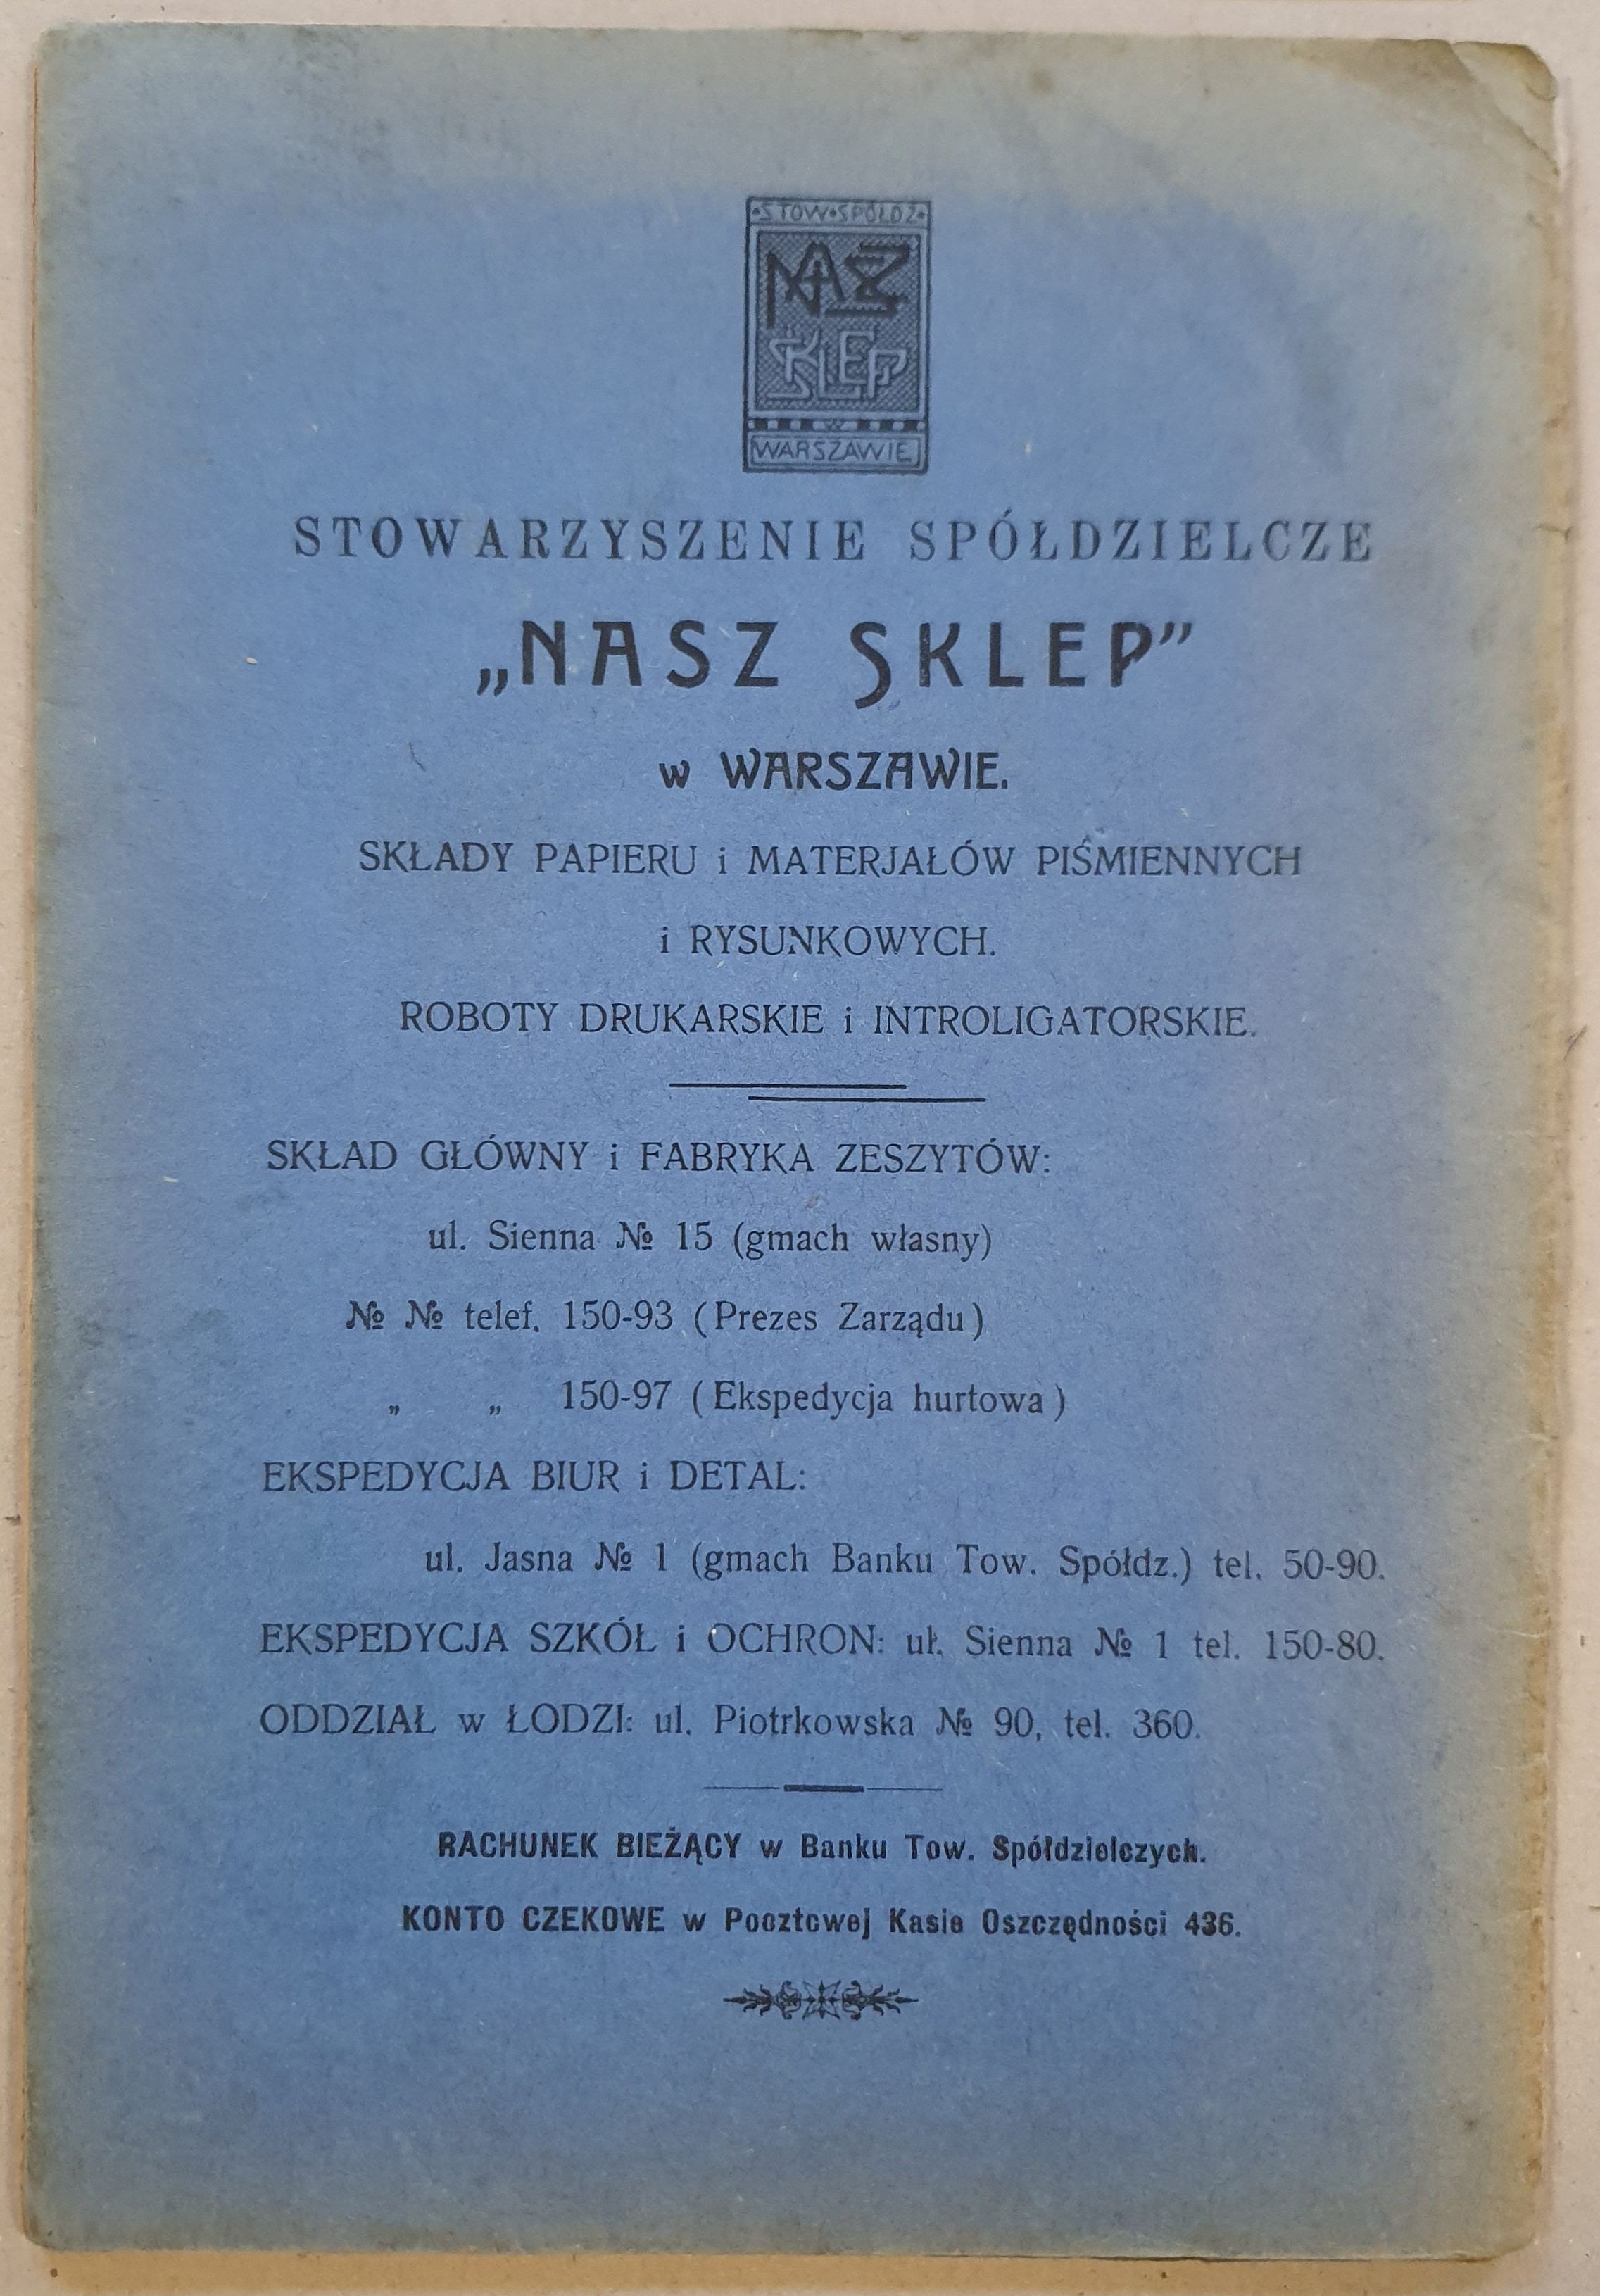 •STOW•SPÓŁDZ•
NASZ
SKLEP
W
WARSZAWIE
STOWARZYSZENIE SPÓŁDZIELCZE
„NASZ SKLEP”
w WARSZAWIE.
SKŁADY PAPIERU i MATERJAŁÓW PIŚMIENNYCH
i RYSUNKOWYCH.
ROBOTY DRUKARSKIE i INTROLIGATORSKIE.
SKŁAD GŁÓWNY i FABRYKA ZESZYTÓW:
ul. Sienna № 15 (gmach własny)
№ № telef. 150-93 (Prezes Zarządu)
„ „ 150-97 (Ekspedycja hurtowa)
EKSPEDYCJA BIUR i DETAL:
ul. Jasna № 1 (gmach Banku Tow. Spółdz.) tel. 50-90.
EKSPEDYCJA SZKÓŁ i OCHRON: ul. Sienna № 1 tel. 150-80.
ODDZIAŁ w ŁODZI: ul. Piotrkowska № 90, tel. 360.
RACHUNEK BIEŻĄCY w Banku Tow. Spółdzielczych.
KONTO CZEKOWE w Pocztowej Kasie Oszczędności 436.